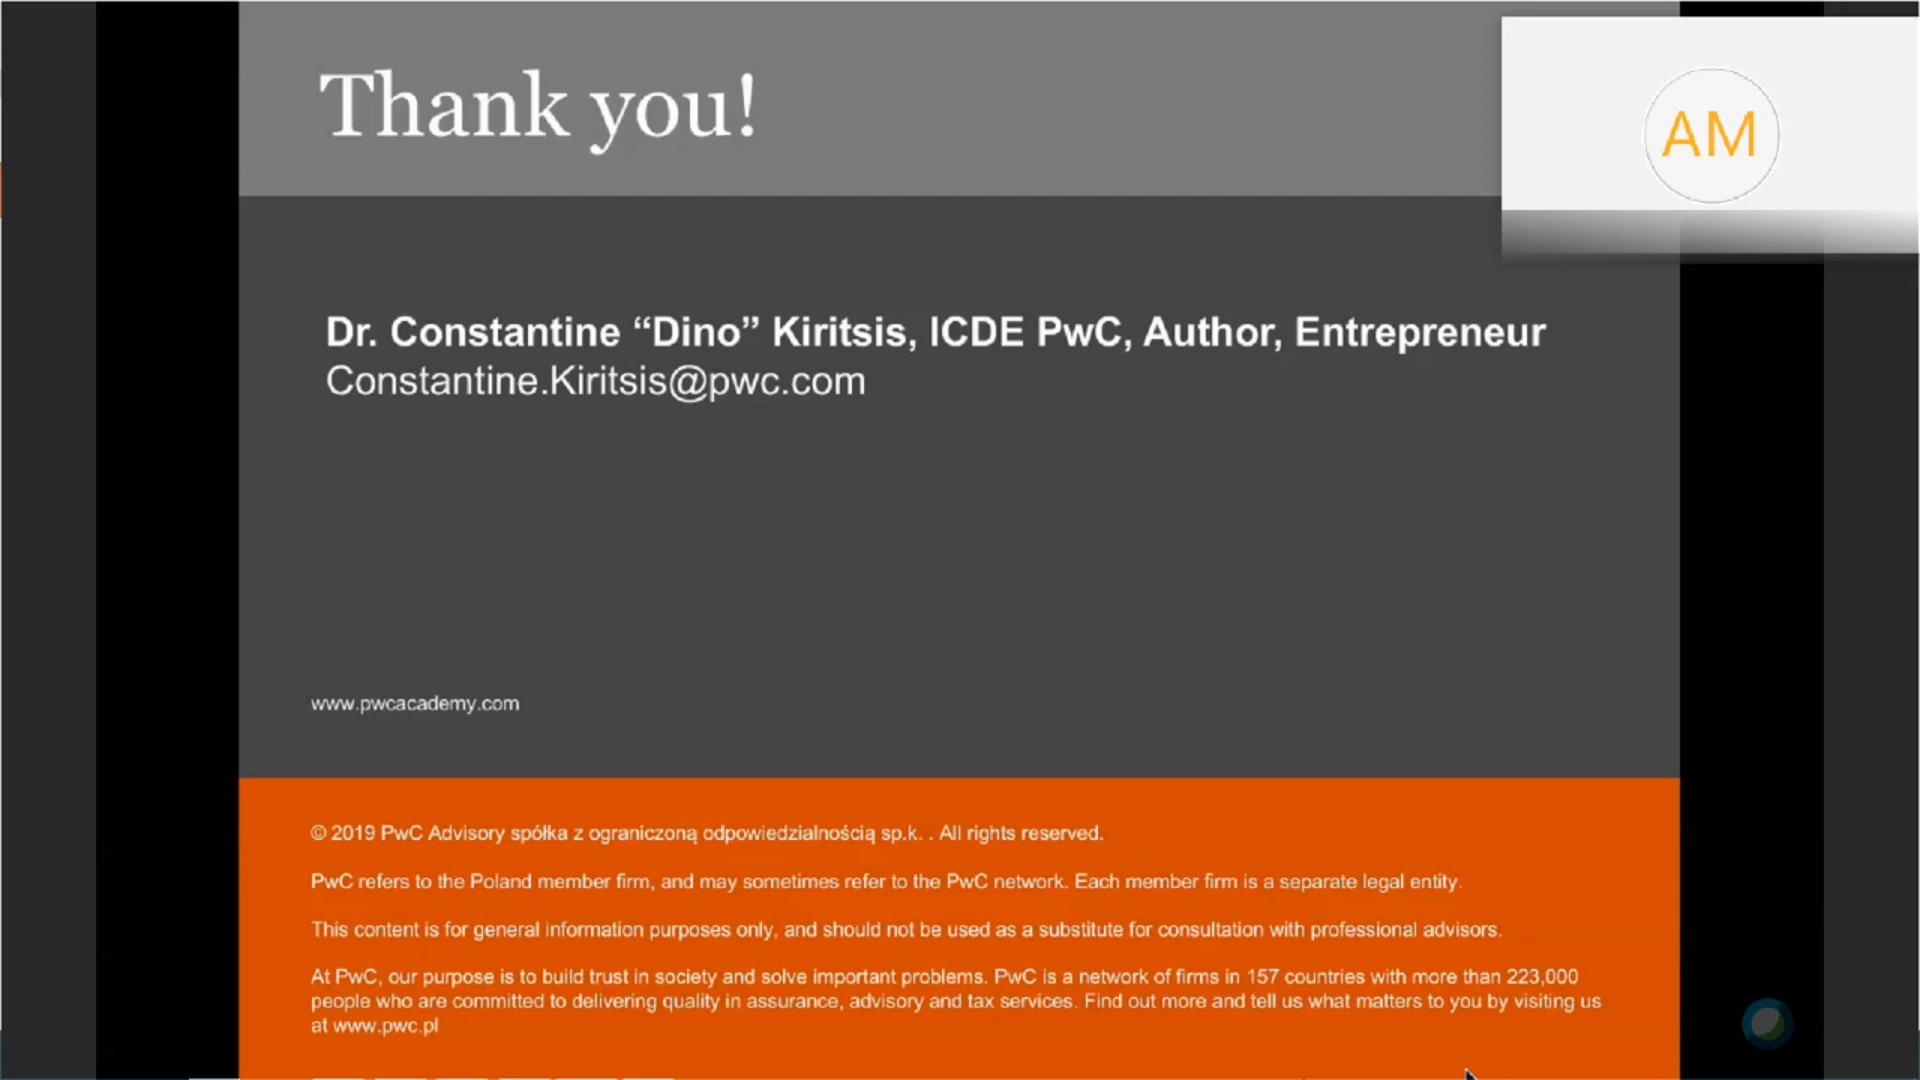 Thank you!
AM
Dr. Constantine “Dino” Kiritsis, ICDE PwC, Author, Entrepreneur
Constantine.Kiritsis@pwc.com
www.pwcacademy.com
© 2019 PwC Advisory spółka z ograniczoną odpowiedzialnością sp.k. . All rights reserved.
PwC refers to the Poland member firm, and may sometimes refer to the PwC network. Each member firm is a separate legal entity.
This content is for general information purposes only, and should not be used as a substitute for consultation with professional advisors.
At PwC, our purpose is to build trust in society and solve important problems. PwC is a network of firms in 157 countries with more than 223,000
people who are committed to delivering quality in assurance, advisory and tax services. Find out more and tell us what matters to you by visiting us
at www.pwc.pl